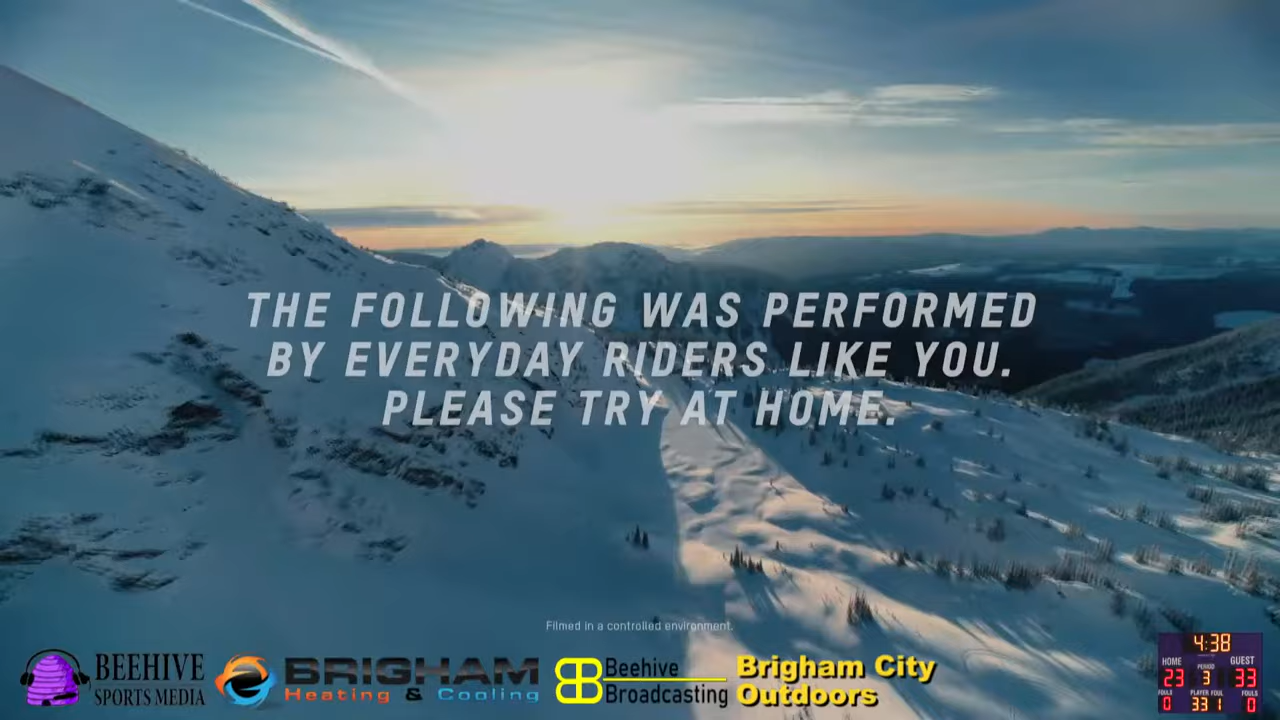 THE FOLLOWING WAS PERFORMED
BY EVERYDAY RIDERS LIKE YOU.
PLEASE TRY AT HOME.
Filmed in a controlled environment.
BEEHIVE
SPORTS MEDIA
BRIGHAM
Heating & Cooling
Beehive
Broadcasting
Brigham City
Outdoors
4:38
HOME
PERIOD
GUEST
23
3
33
FOULS
PLAYER FOUL
FOULS
0
33 1
0